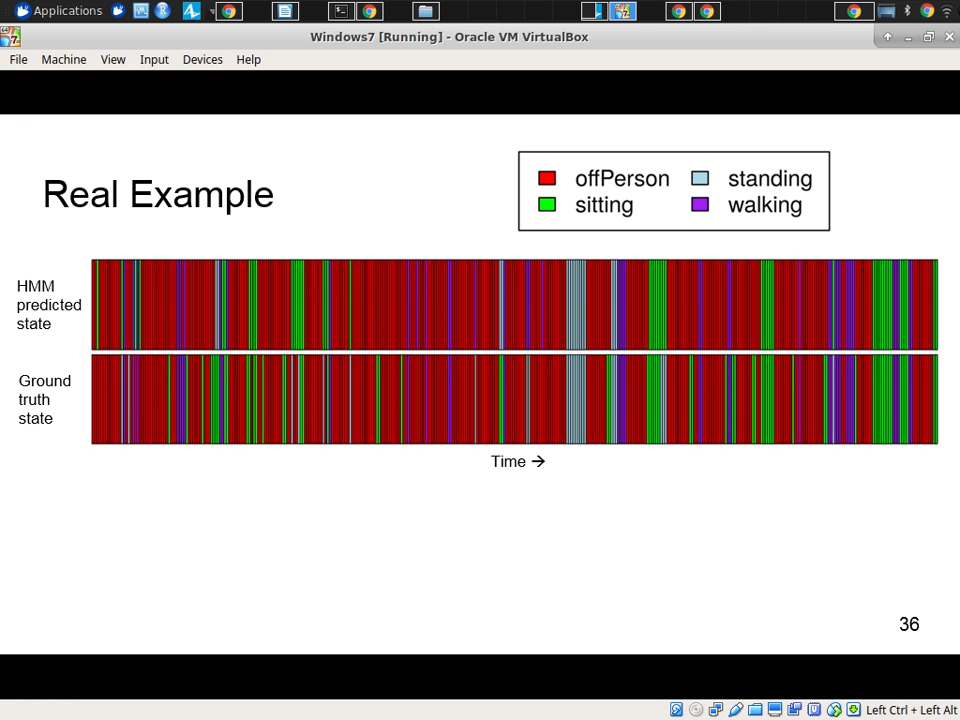 Applications
Windows7 [Running] - Oracle VM VirtualBox
File Machine View Input Devices Help
Real Example
offPerson standing
sitting walking
HMM
predicted
state
Ground
truth
state
Time →
36
Left Ctrl + Left Alt